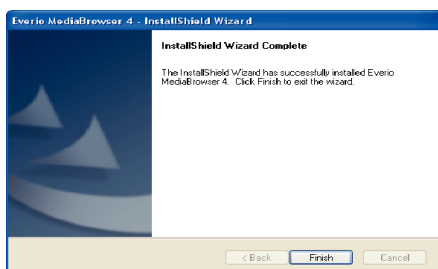 Everio MediaBrowser 4 - InstallShield Wizard
InstallShield Wizard Complete
The InstallShield Wizard has successfully installed Everio
MediaBrowser 4. Click Finish to exit the wizard.
< Back Finish Cancel